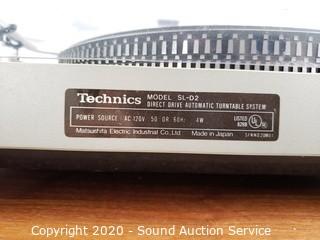 Technics MODEL SL-D2
DIRECT DRIVE AUTOMATIC TURNTABLE SYSTEM
POWER SOURCE AC 120V 50 OR 60Hz 4W
LISTED
UL
Matsushita Electric Industrial Co., Ltd. Made in Japan
Copyright 2020 - Sound Auction Service